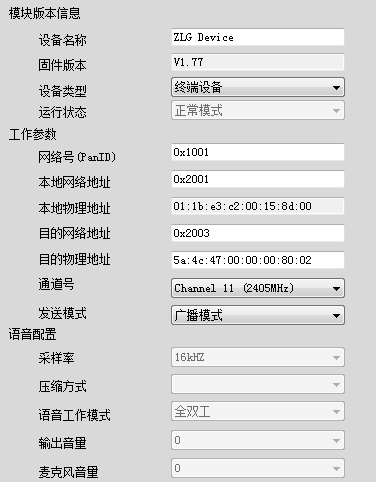 模块版本信息
设备名称 ZLG Device
固件版本 V1.77
设备类型 终端设备
运行状态 正常模式
工作参数
网络号(PanID) 0x1001
本地网络地址 0x2001
本地物理地址 01:1b:e3:c2:00:15:8d:00
目的网络地址 0x2003
目的物理地址 5a:4c:47:00:00:00:80:02
通道号 Channel 11 (2405MHz)
发送模式 广播模式
语音配置
采样率 16kHZ
压缩方式
语音工作模式 全双工
输出音量 0
麦克风音量 0